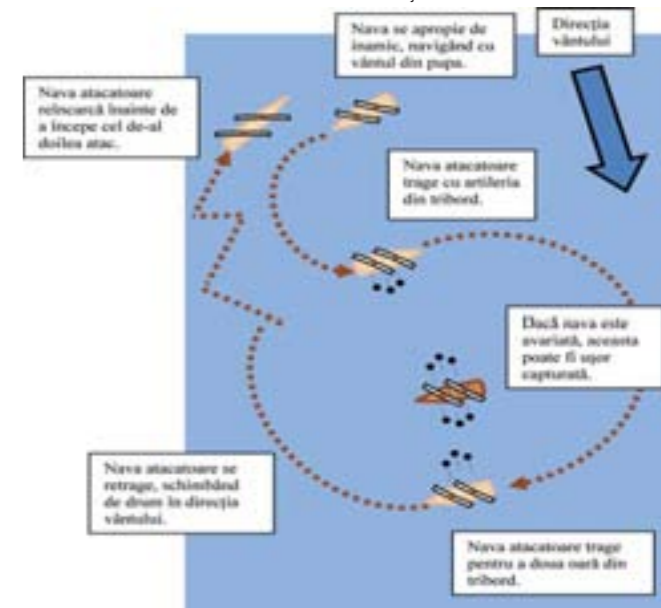 Nava se apropie de
inamic, navigând cu
vântul din pupa.
Direcția
vântului
Nava atacatoare
reîncarcă înainte de
a începe cel de-al
doilea atac.
Nava atacatoare
trage cu artileria
din tribord.
Dacă nava este
avariată, aceasta
poate fi ușor
capturată.
Nava atacatoare se
retrage, schimbând
de drum în direcția
vântului.
Nava atacatoare trage
pentru a doua oară din
tribord.